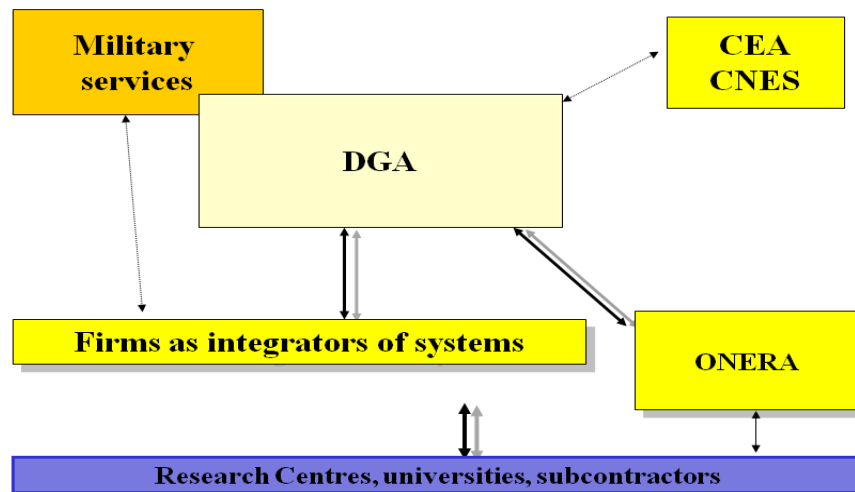 Military
services
CEA
CNES
DGA
Firms as integrators of systems
ONERA
Research Centres, universities, subcontractors